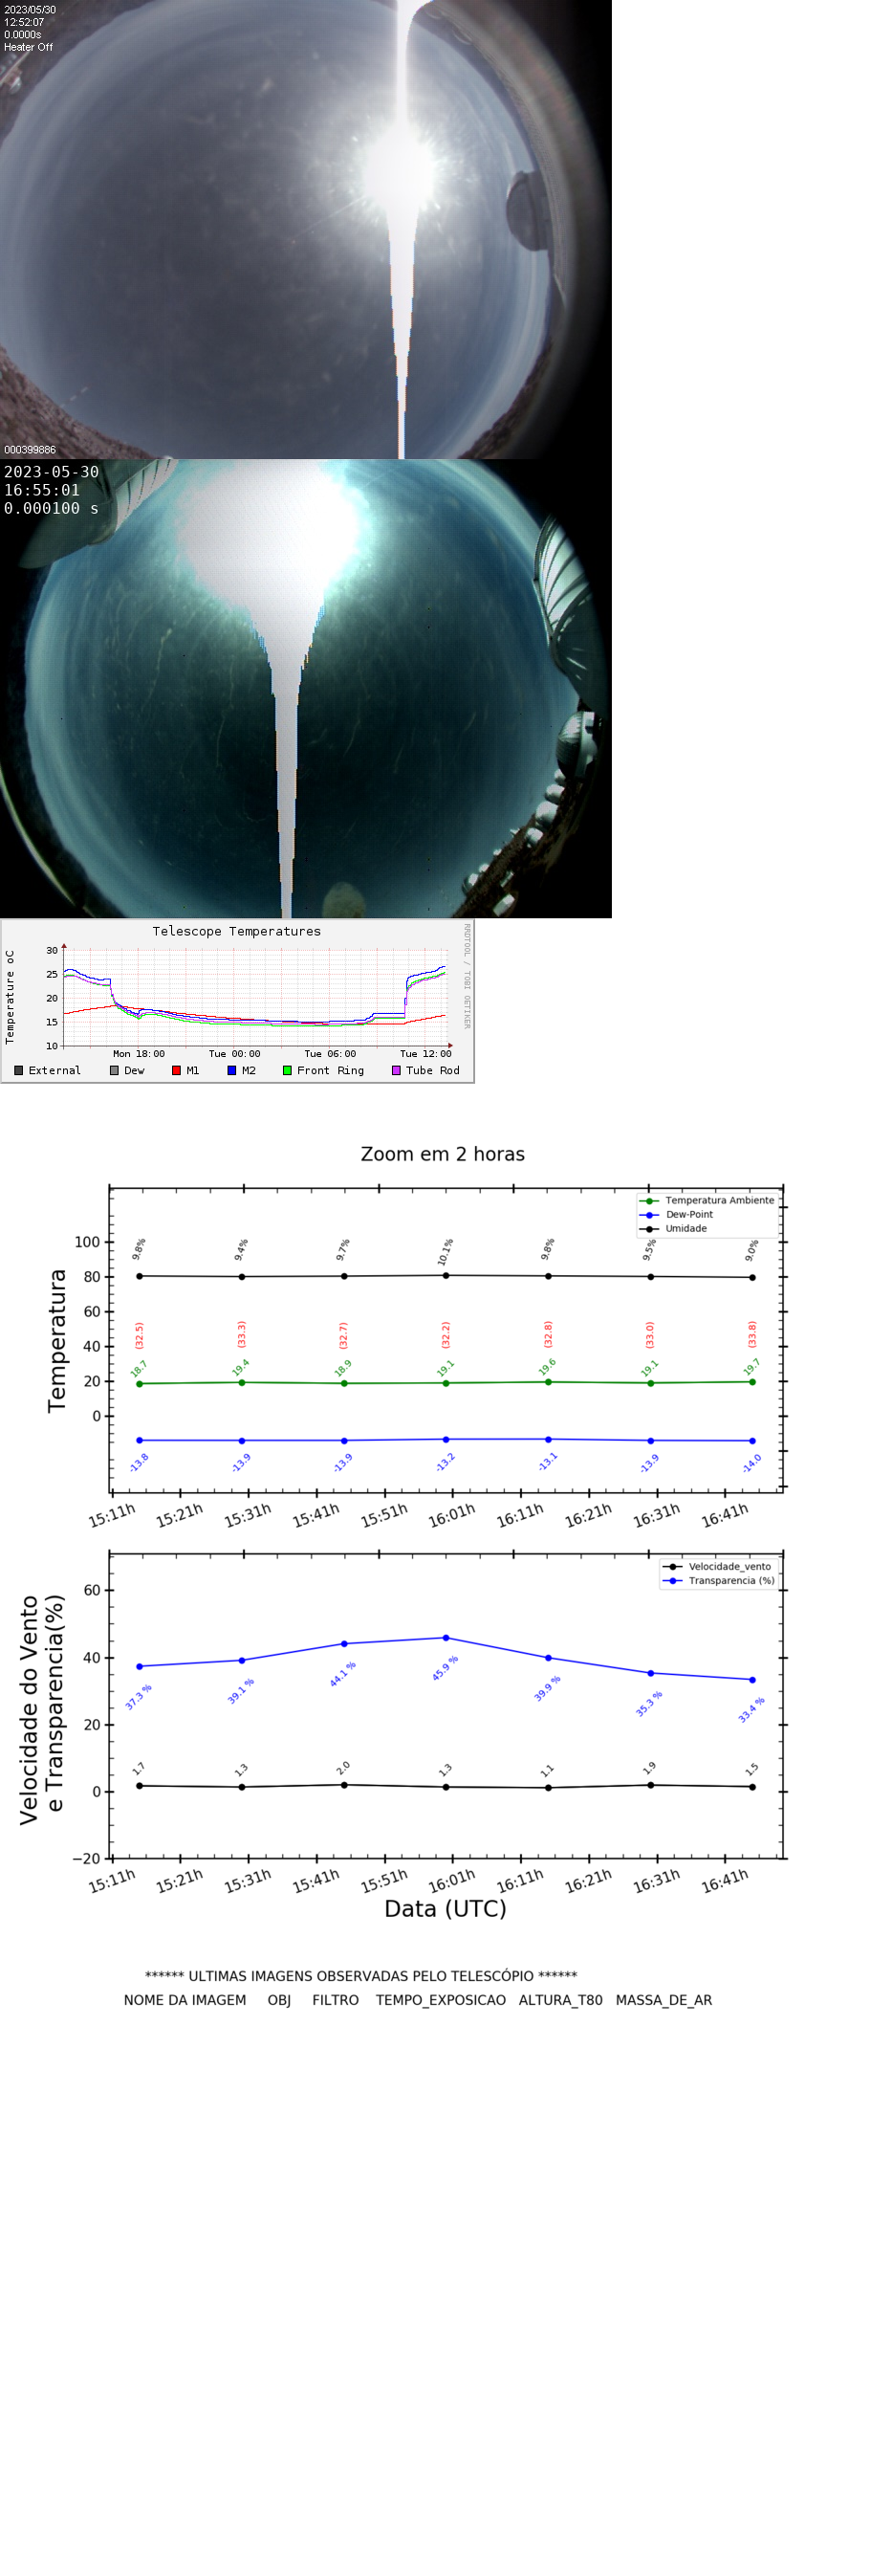 2023/05/30
12:52:07
0.0000s
Heater Off
000399886
2023-05-30
16:55:01
0.000100 s
Telescope Temperatures
RRDTOOL / TOBI OETIKER
Temperature oC
30
25
20
15
10
Mon 18:00 Tue 00:00 Tue 06:00 Tue 12:00
External Dew M1 M2 Front Ring Tube Rod
Zoom em 2 horas
Temperatura
Temperatura Ambiente
Dew-Point
Umidade
100
80
60
40
20
0
9.8% 9.4% 9.7% 10.1% 9.8% 9.5% 9.0%
(32.5) (33.3) (32.7) (32.2) (32.8) (33.0) (33.8)
18.7 19.4 18.9 19.1 19.6 19.1 19.7
-13.8 -13.9 -13.9 -13.2 -13.1 -13.9 -14.0
15:11h 15:21h 15:31h 15:41h 15:51h 16:01h 16:11h 16:21h 16:31h 16:41h
Velocidade do Vento
e Transparencia(%)
Velocidade_vento
Transparencia (%)
60
40
20
0
−20
37.3 % 39.1 % 44.1 % 45.9 % 39.9 % 35.3 % 33.4 %
1.7 1.3 2.0 1.3 1.1 1.9 1.5
15:11h 15:21h 15:31h 15:41h 15:51h 16:01h 16:11h 16:21h 16:31h 16:41h
Data (UTC)
****** ULTIMAS IMAGENS OBSERVADAS PELO TELESCÓPIO ******
NOME DA IMAGEM OBJ FILTRO TEMPO_EXPOSICAO ALTURA_T80 MASSA_DE_AR